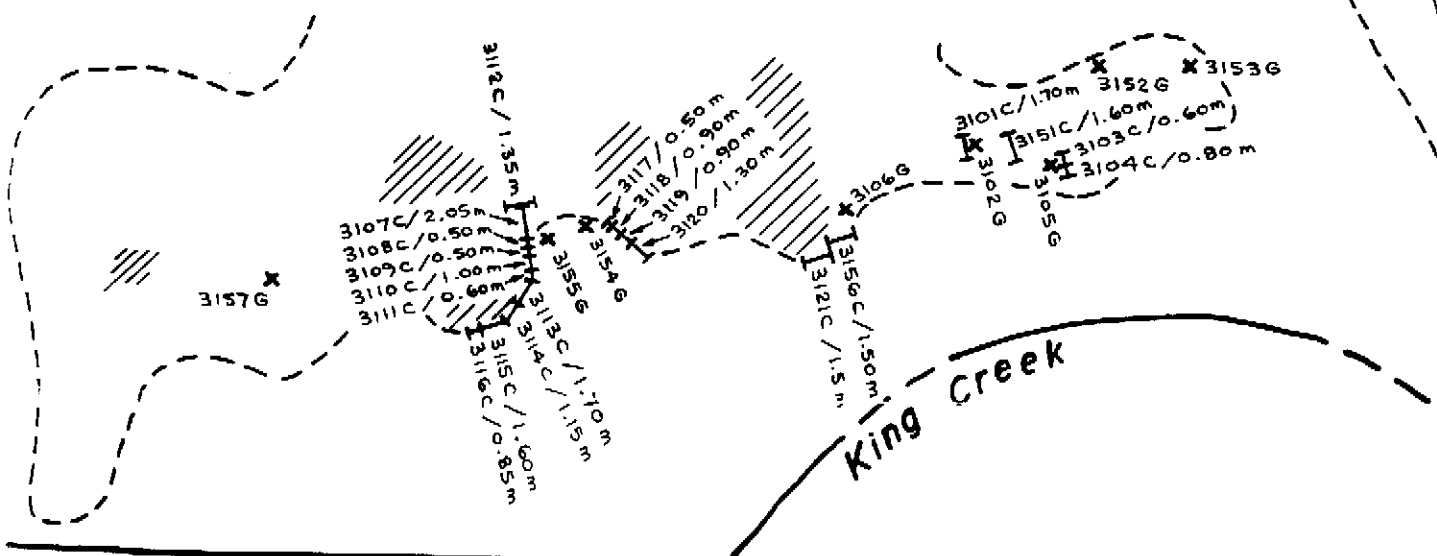 3112C/1.35m
3107C/2.05m
3108C/0.50m
3109C/0.50m
3110C/1.00m
3111C/0.60m
3157G
3116C/0.85m
3115C/1.60m
3114C/1.15m
3113C/1.70m
3155G
3154G
3117/0.50m
3118/0.90m
3119/0.90m
3120/1.30m
3121C/1.5m
3156C/1.50m
3106G
3101C/1.70m
3102G
3151C/1.60m
3105G
3103C/0.60m
3104C/0.80m
3152G
3153G
King Creek